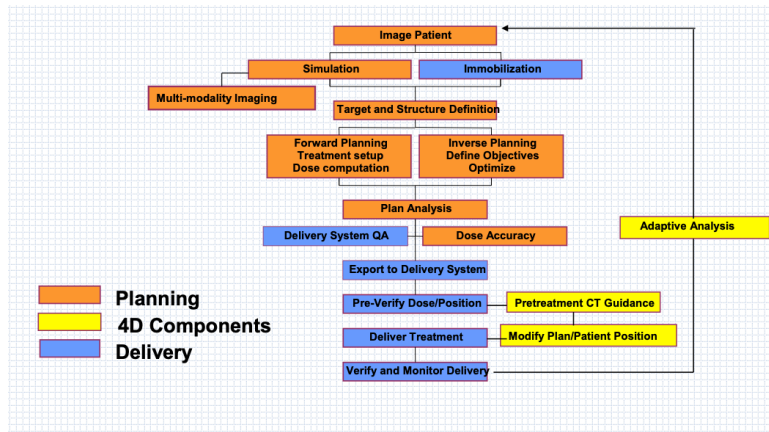 Image Patient
Simulation
Immobilization
Multi-modality Imaging
Target and Structure Definition
Forward Planning
Treatment setup
Dose computation
Inverse Planning
Define Objectives
Optimize
Plan Analysis
Adaptive Analysis
Delivery System QA
Dose Accuracy
Export to Delivery System
Planning
Pre-Verify Dose/Position
Pretreatment CT Guidance
4D Components
Deliver Treatment
Modify Plan/Patient Position
Delivery
Verify and Monitor Delivery